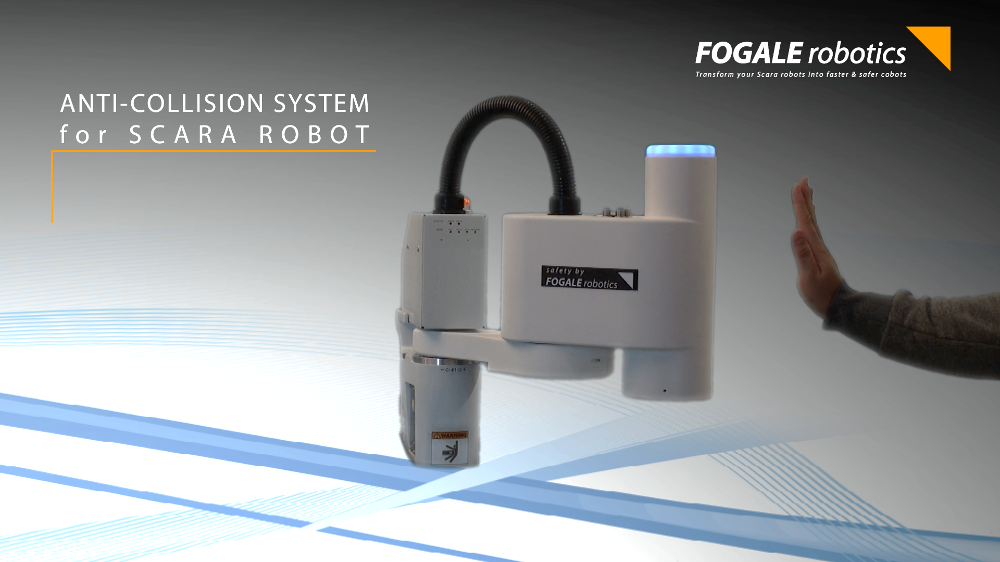 FOGALE robotics
Transform your Scara robots into faster & safer cobots
ANTI-COLLISION SYSTEM
for SCARA ROBOT
safety by
FOGALE robotics
WARNING